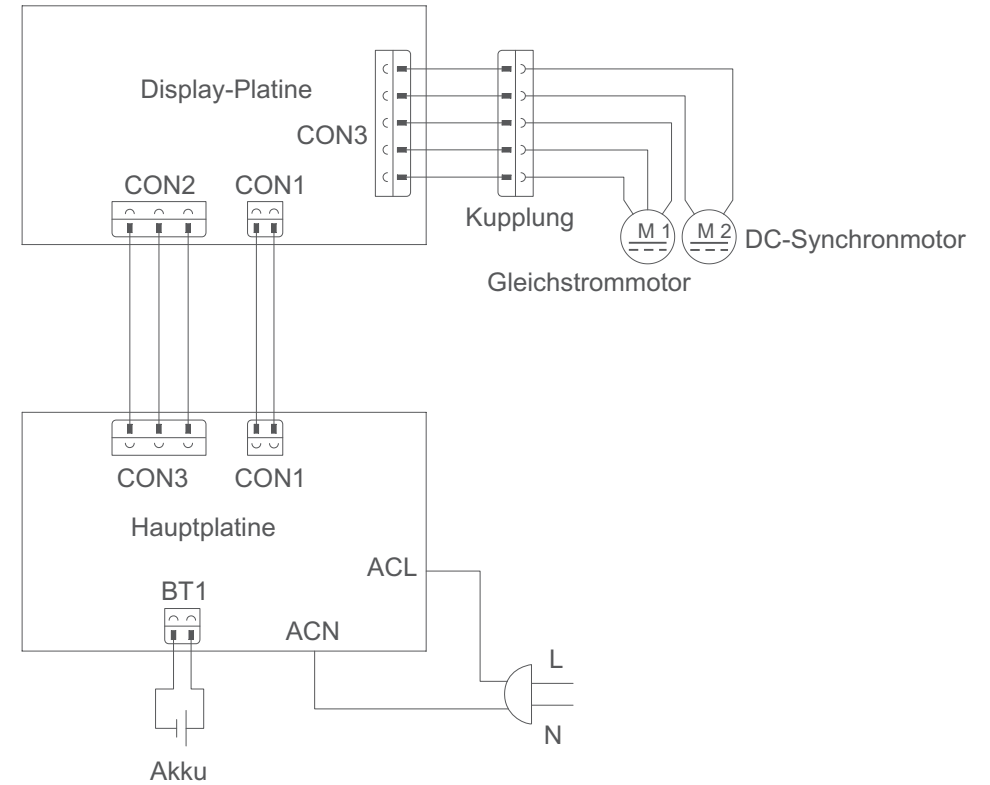 Display-Platine
CON3
CON2
CON1
Kupplung
M 1
M 2
DC-Synchronmotor
Gleichstrommotor
CON3
CON1
Hauptplatine
ACL
BT1
ACN
L
N
Akku